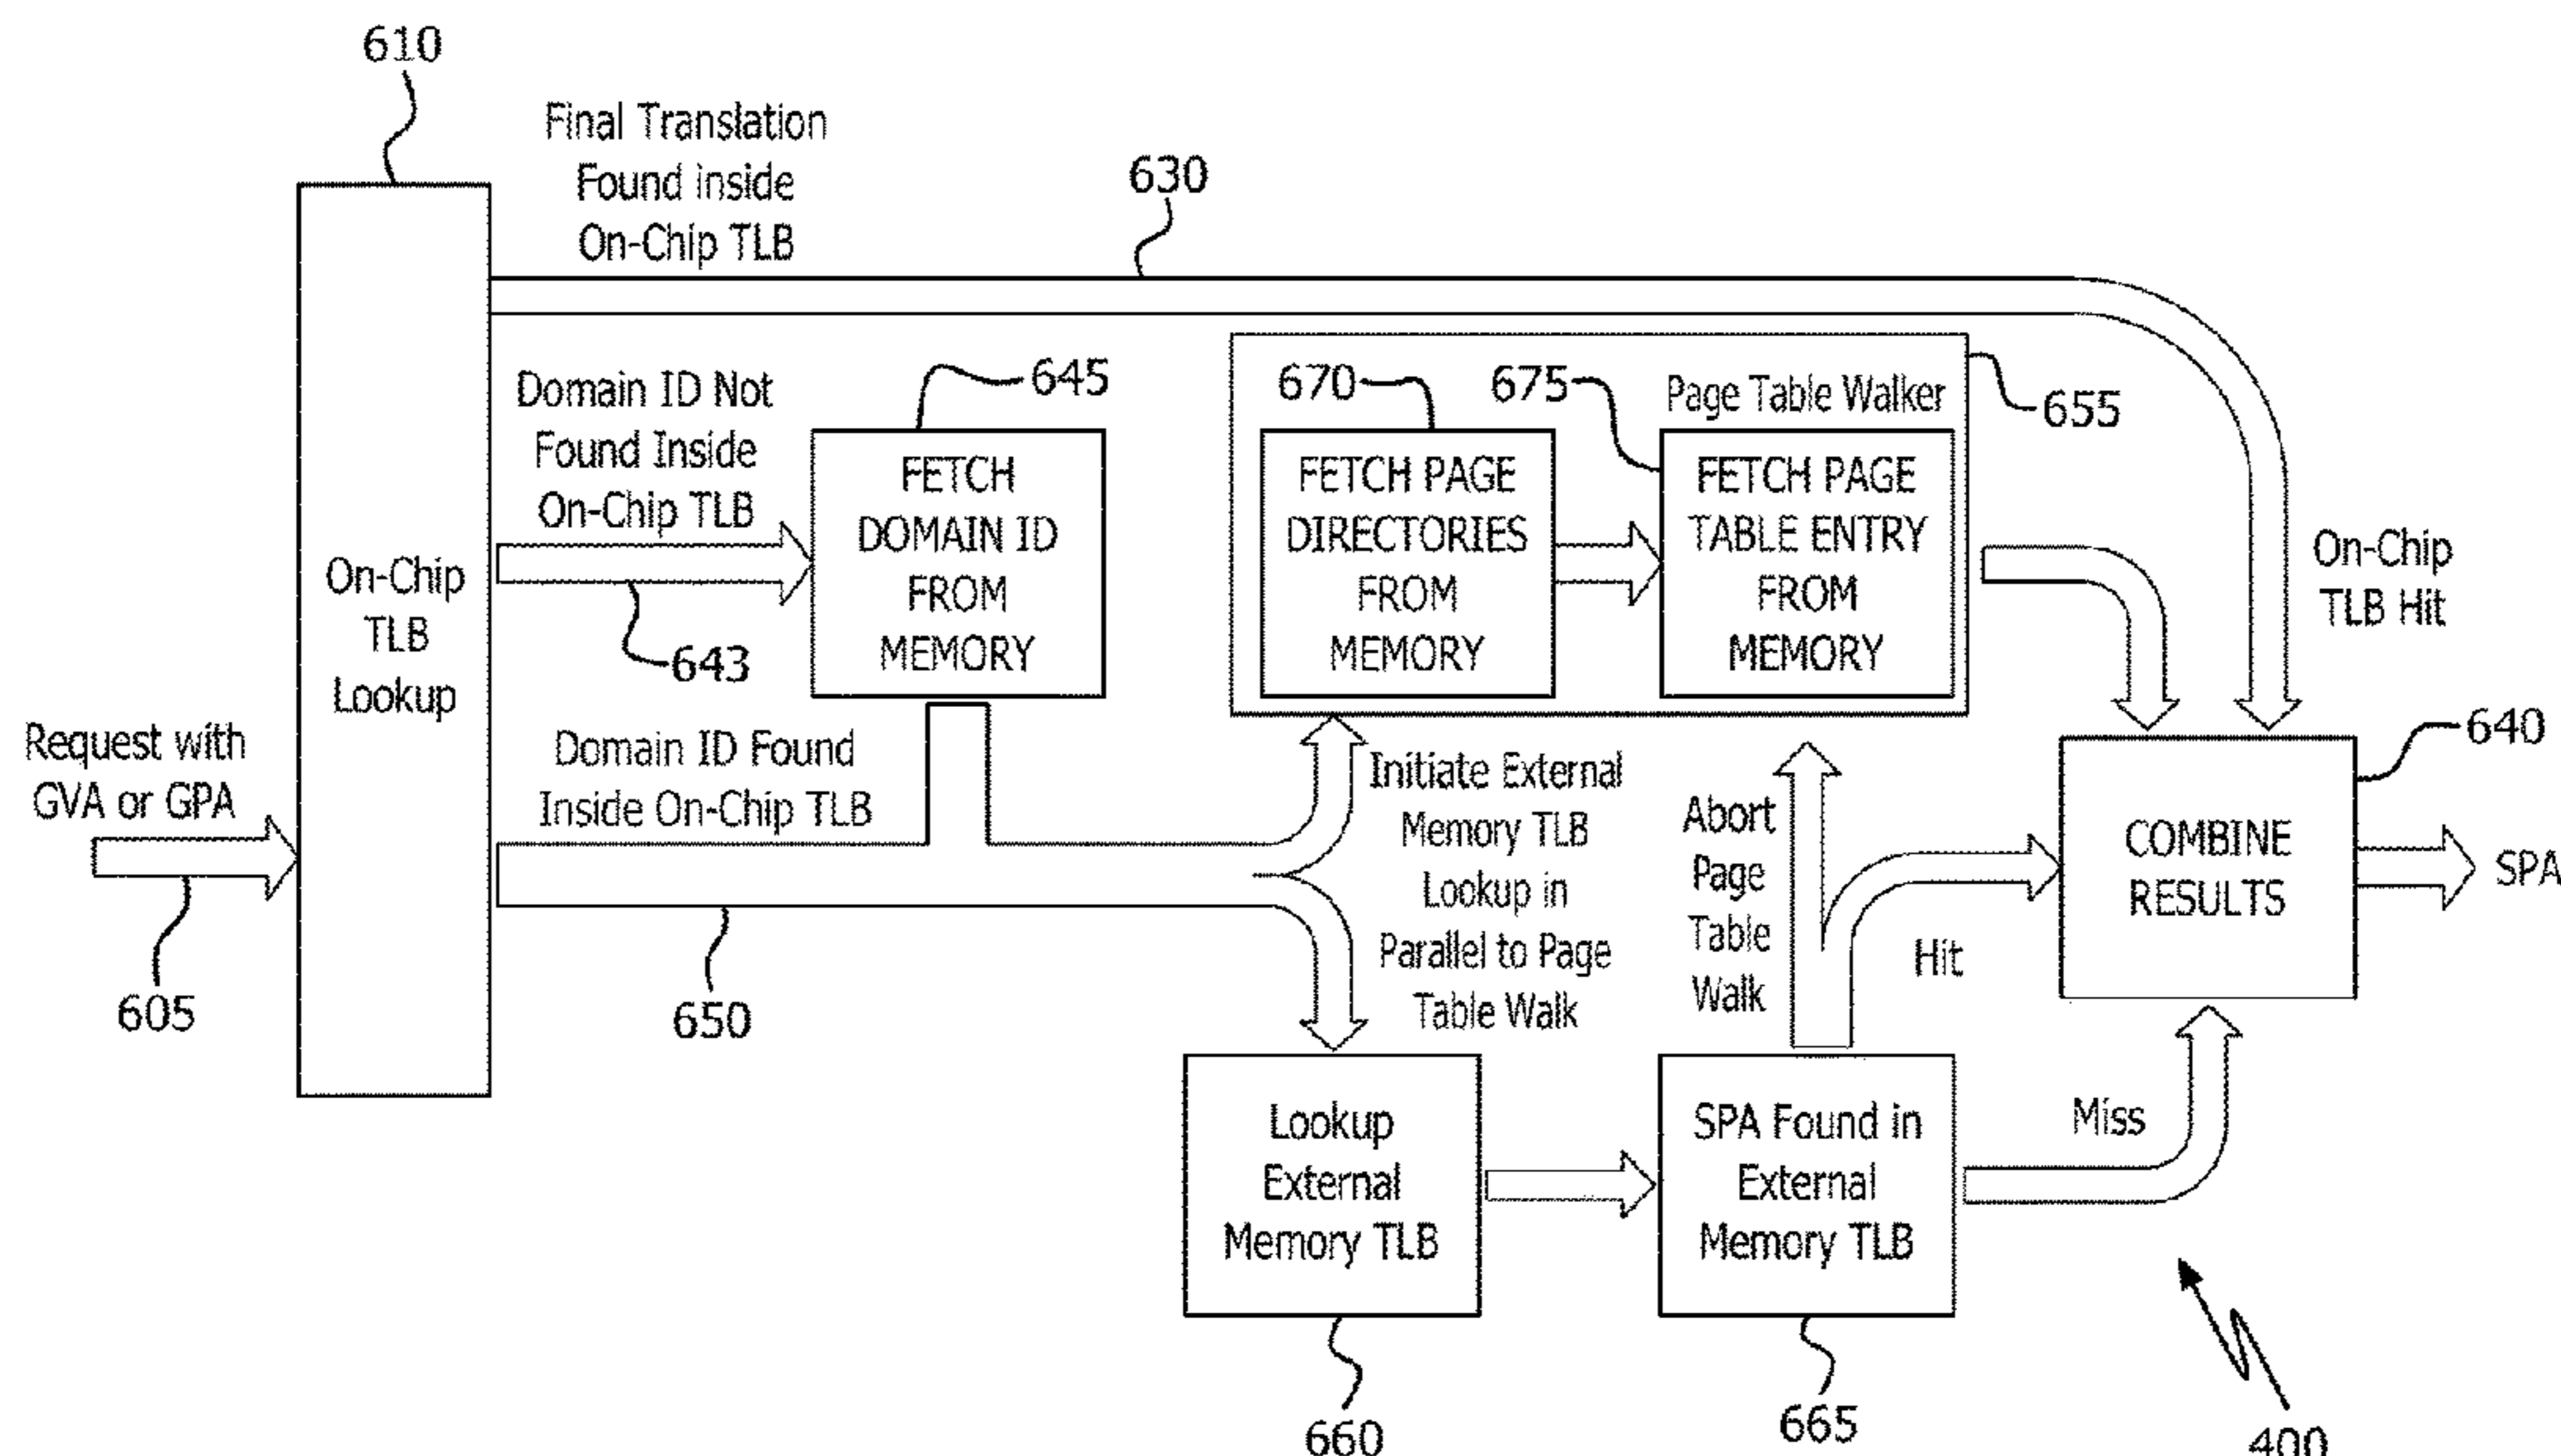 610
Final Translation
Found inside
On-Chip TLB
630
On-Chip
TLB
Lookup
Request with
GVA or GPA
605
Domain ID Not
Found Inside
On-Chip TLB
643
645
FETCH
DOMAIN ID
FROM
MEMORY
Domain ID Found
Inside On-Chip TLB
650
670
675
Page Table Walker
655
FETCH PAGE
DIRECTORIES
FROM
MEMORY
FETCH PAGE
TABLE ENTRY
FROM
MEMORY
On-Chip
TLB Hit
Initiate External
Memory TLB
Lookup in
Parallel to Page
Table Walk
Abort
Page
Table
Walk
Hit
640
COMBINE
RESULTS
SPA
Lookup
External
Memory TLB
660
SPA Found in
External
Memory TLB
665
Miss
400